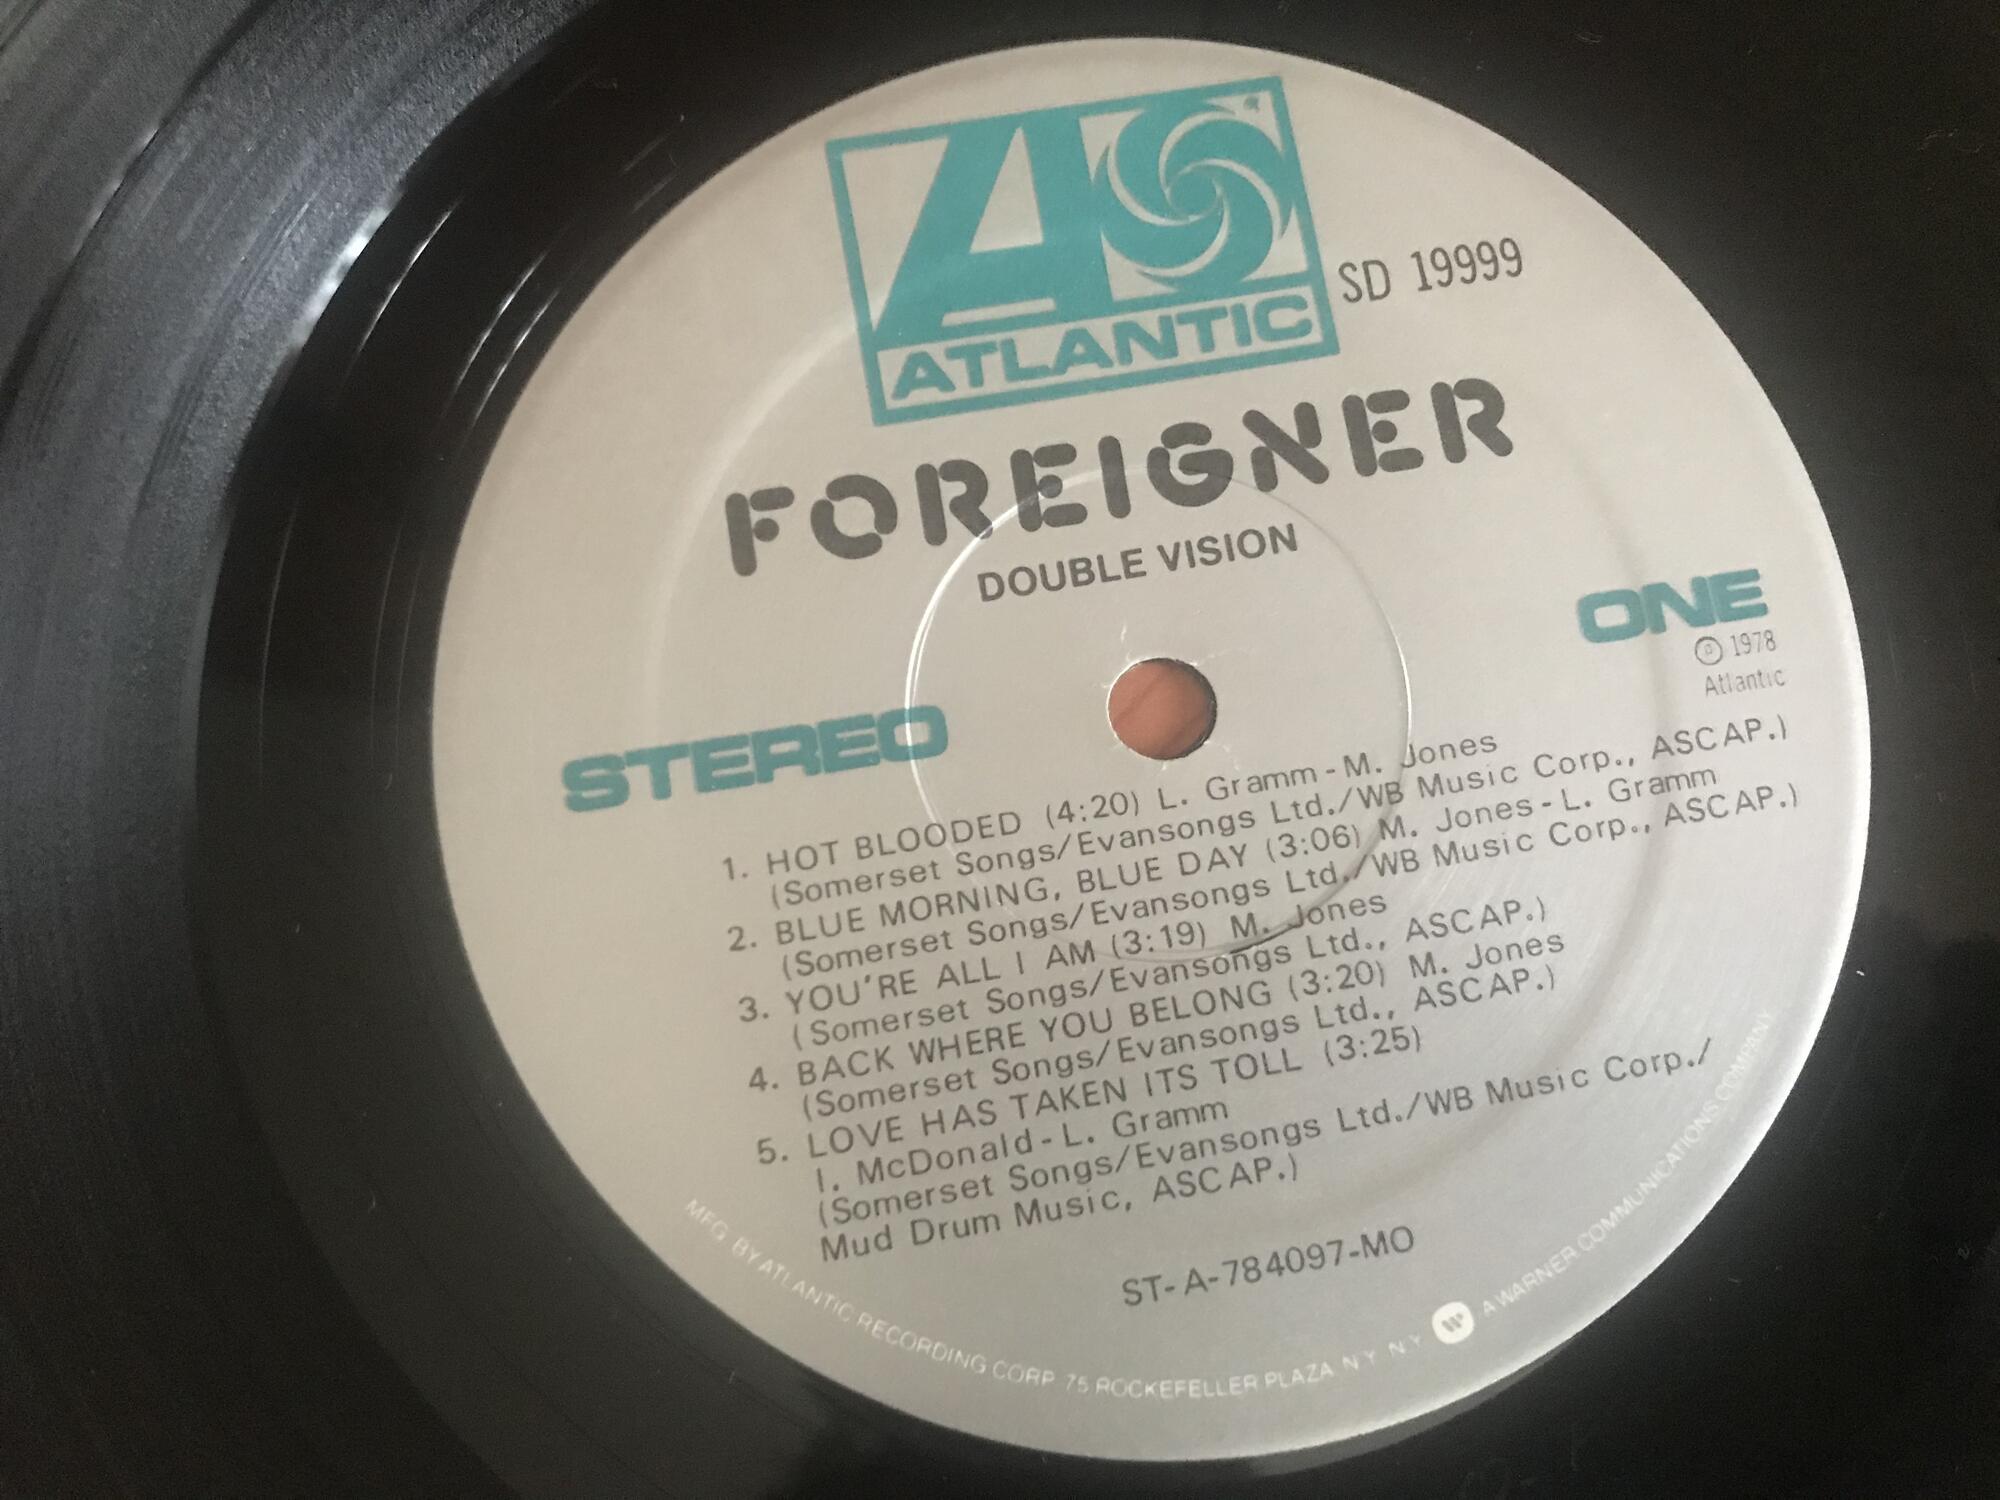 ATLANTIC
SD 19999
FOREIGNER
DOUBLE VISION
ONE
℗ 1978
Atlantic
STEREO
1. HOT BLOODED (4:20) L. Gramm-M. Jones
(Somerset Songs/Evansongs Ltd./WB Music Corp., ASCAP.)
2. BLUE MORNING, BLUE DAY (3:06) M. Jones-L. Gramm
(Somerset Songs/Evansongs Ltd./WB Music Corp., ASCAP.)
3. YOU'RE ALL I AM (3:19) M. Jones
(Somerset Songs/Evansongs Ltd., ASCAP.)
4. BACK WHERE YOU BELONG (3:20) M. Jones
(Somerset Songs/Evansongs Ltd., ASCAP.)
5. LOVE HAS TAKEN ITS TOLL (3:25)
I. McDonald-L. Gramm
(Somerset Songs/Evansongs Ltd./WB Music Corp./
Mud Drum Music, ASCAP.)
ST-A-784097-MO
MFG BY ATLANTIC RECORDING CORP 75 ROCKEFELLER PLAZA N Y N Y W A WARNER COMMUNICATIONS COMPANY